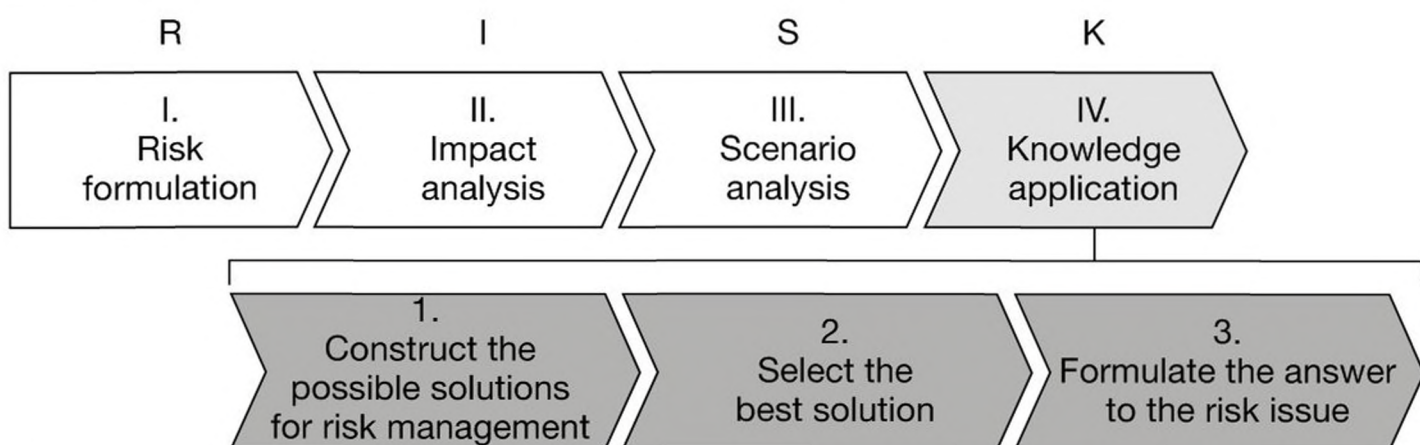 R I S K
I. II. III. IV.
Risk Impact Scenario Knowledge
formulation analysis analysis application
1.
Construct the
possible solutions
for risk management
2.
Select the
best solution
3.
Formulate the answer
to the risk issue